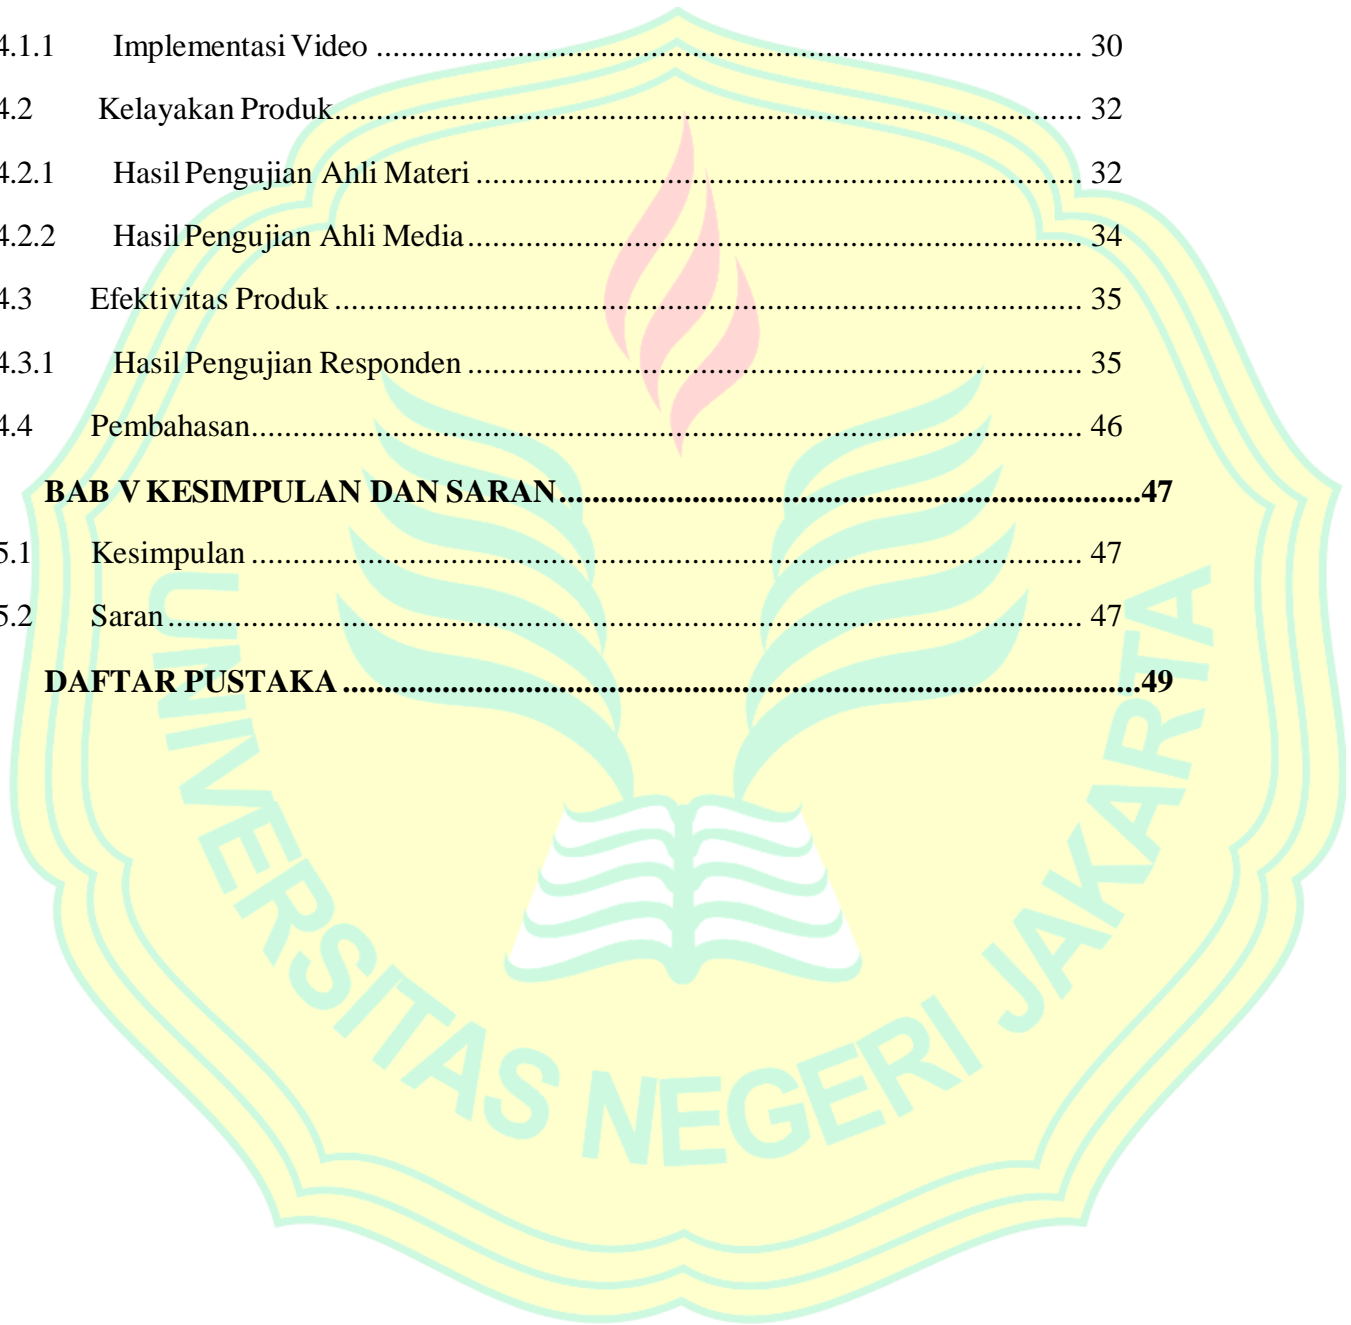 4.1.1 Implementasi Video ........................................................................................ 30
4.2 Kelayakan Produk............................................................................................. 32
4.2.1 Hasil Pengujian Ahli Materi ............................................................................ 32
4.2.2 Hasil Pengujian Ahli Media............................................................................. 34
4.3 Efektivitas Produk ............................................................................................. 35
4.3.1 Hasil Pengujian Responden ............................................................................. 35
4.4 Pembahasan....................................................................................................... 46
BAB V KESIMPULAN DAN SARAN......................................................................47
5.1 Kesimpulan ....................................................................................................... 47
5.2 Saran ................................................................................................................. 47
DAFTAR PUSTAKA ................................................................................................49
UNIVERSITAS NEGERI JAKARTA